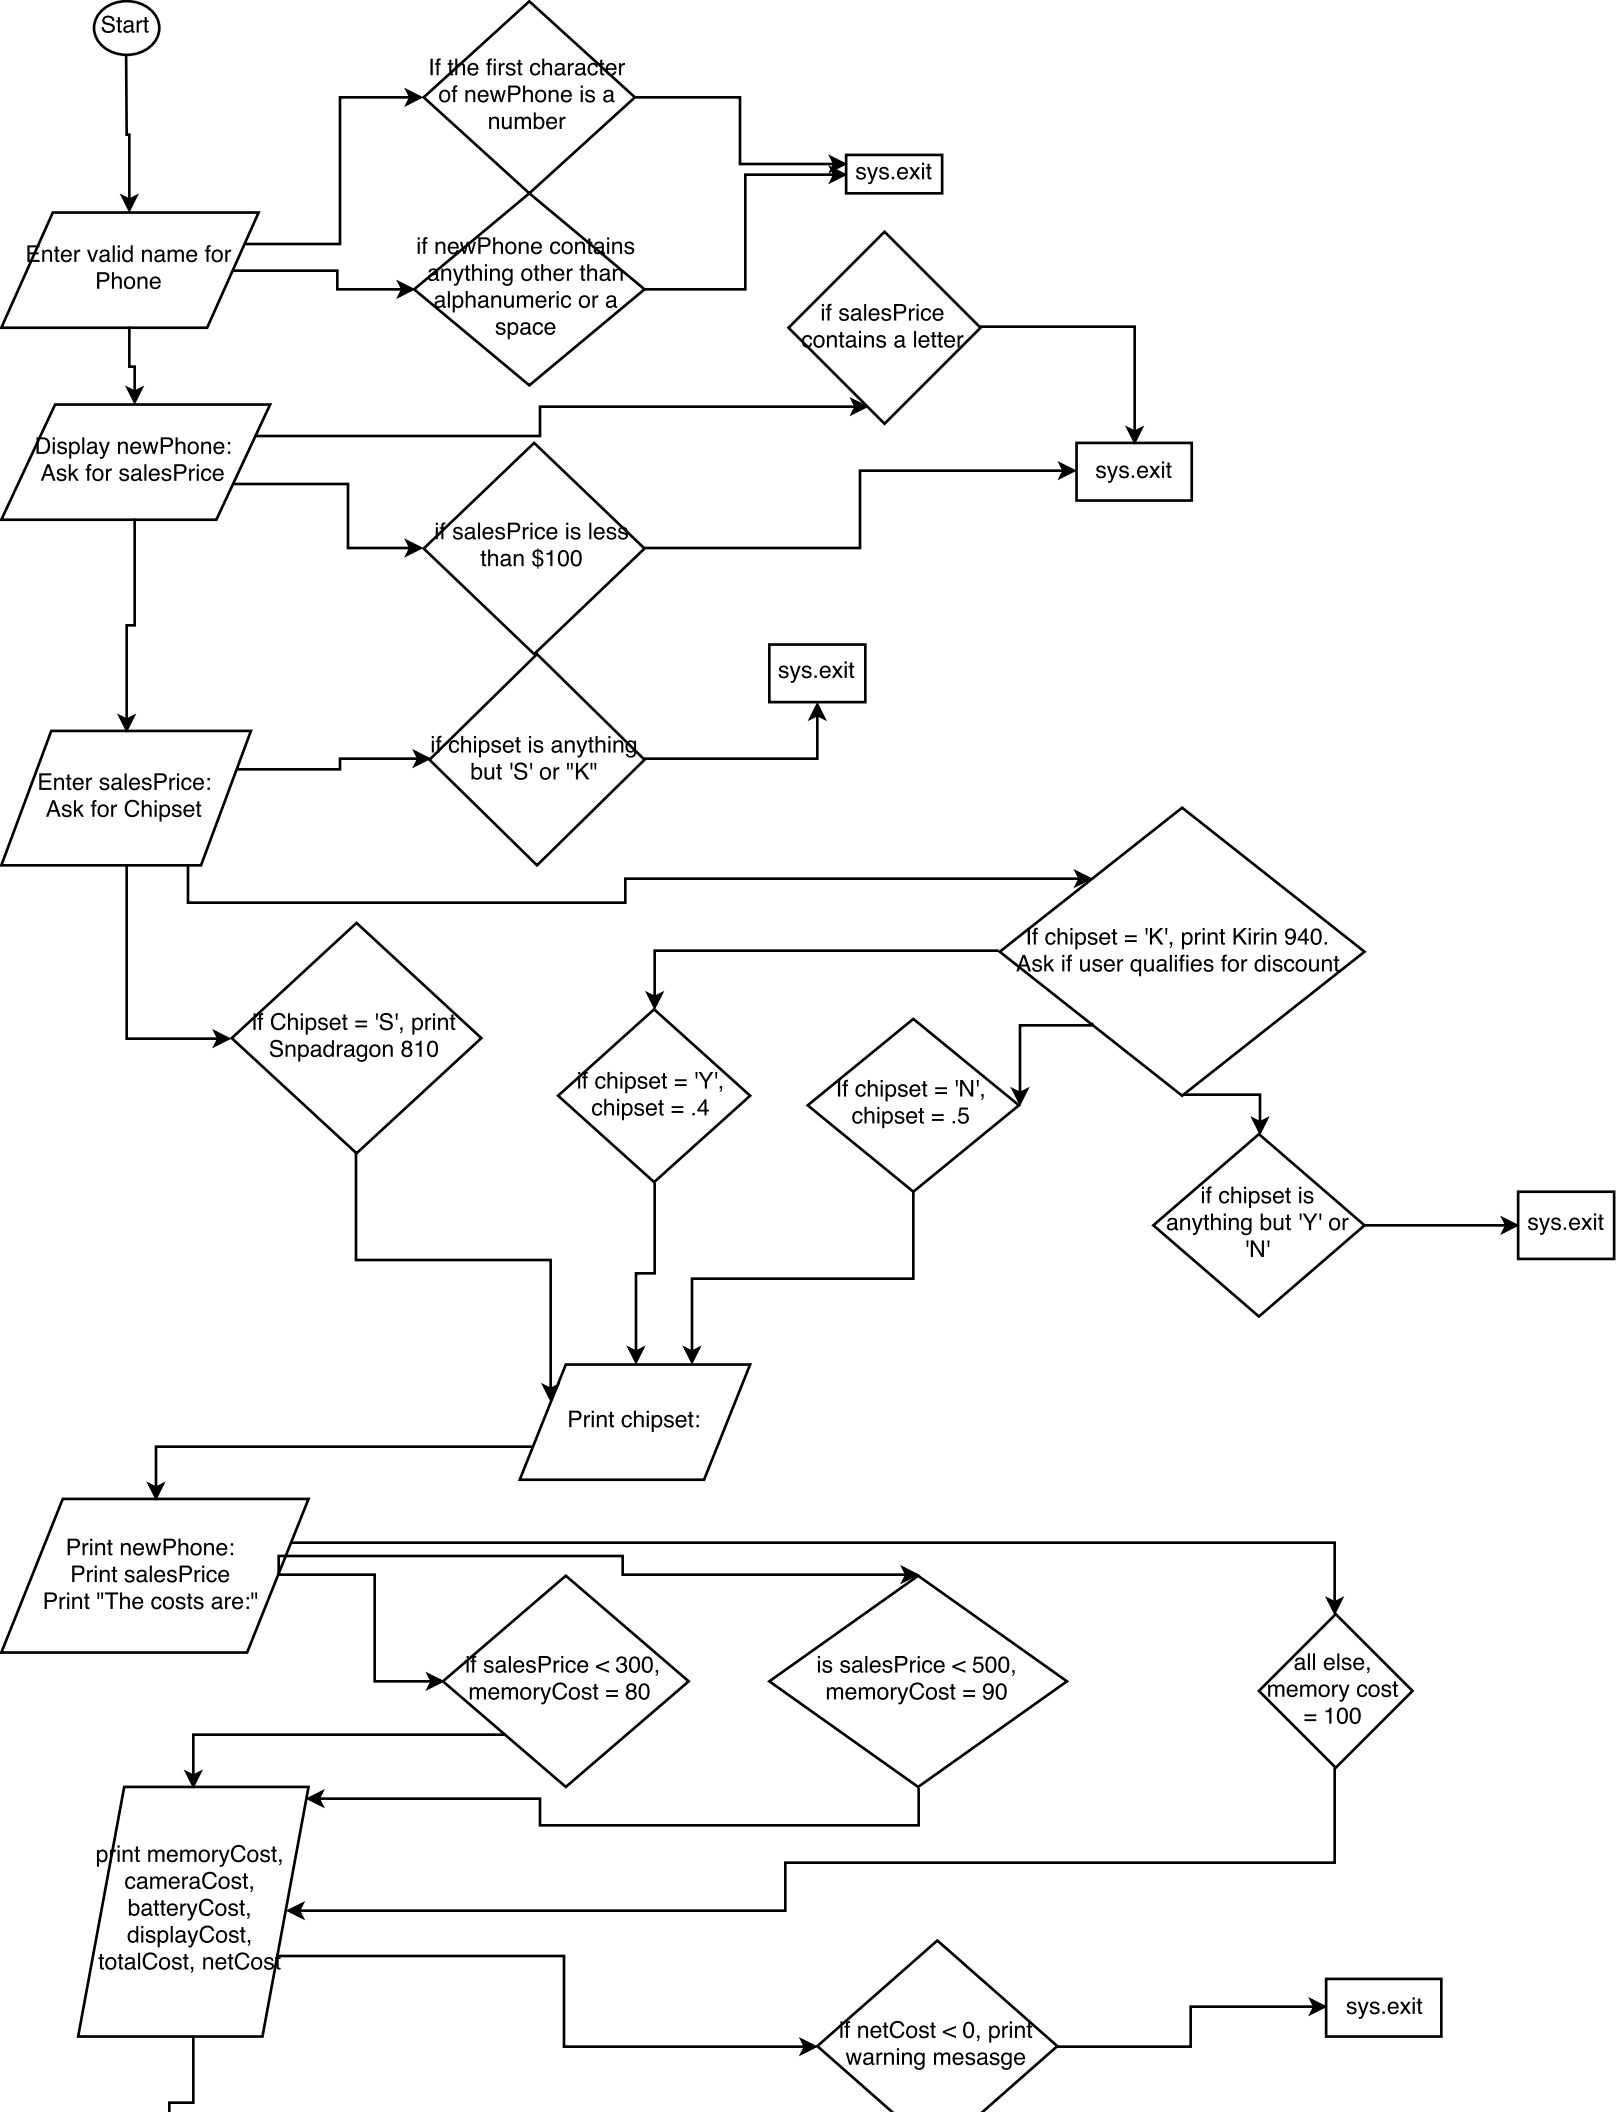 Start
If the first character
of newPhone is a
number
sys.exit
Enter valid name for
Phone
if newPhone contains
anything other than
alphanumeric or a
space
if salesPrice
contains a letter
Display newPhone:
Ask for salesPrice
sys.exit
if salesPrice is less
than $100
sys.exit
if chipset is anything
but 'S' or "K"
Enter salesPrice:
Ask for Chipset
If chipset = 'K', print Kirin 940.
Ask if user qualifies for discount
if Chipset = 'S', print
Snpadragon 810
if chipset = 'Y',
chipset = .4
If chipset = 'N',
chipset = .5
if chipset is
anything but 'Y' or
'N'
sys.exit
Print chipset:
Print newPhone:
Print salesPrice
Print "The costs are:"
if salesPrice < 300,
memoryCost = 80
is salesPrice < 500,
memoryCost = 90
all else,
memory cost
= 100
print memoryCost,
cameraCost,
batteryCost,
displayCost,
totalCost, netCost
if netCost < 0, print
warning mesasge
sys.exit